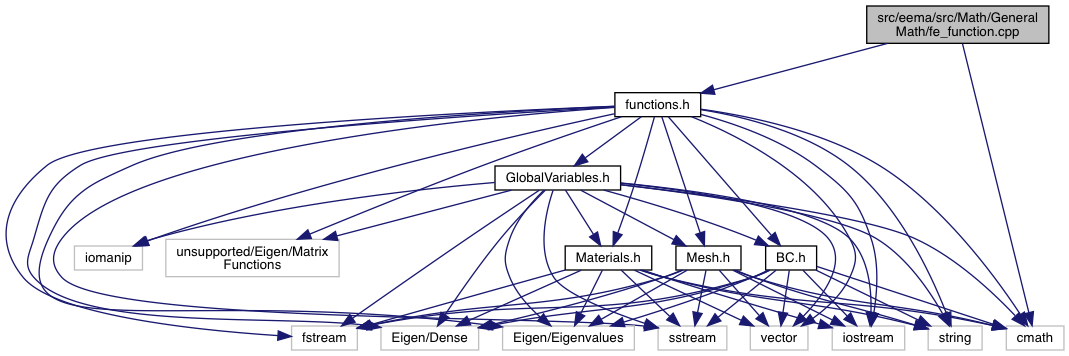 src/eema/src/Math/General
Math/fe_function.cpp
functions.h
GlobalVariables.h
iomanip
unsupported/Eigen/Matrix
Functions
Materials.h
Mesh.h
BC.h
fstream
Eigen/Dense
Eigen/Eigenvalues
sstream
vector
iostream
string
cmath